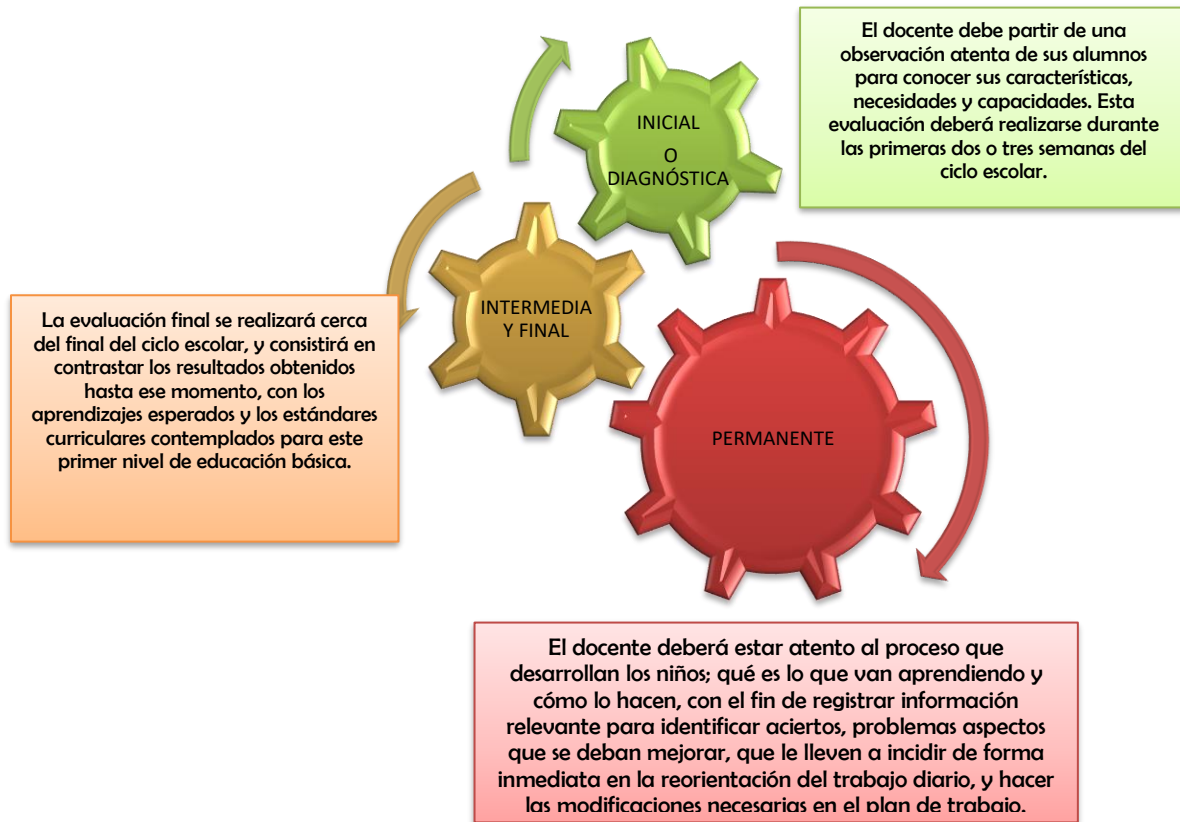 El docente debe partir de una
observación atenta de sus alumnos
para conocer sus características,
necesidades y capacidades. Esta
evaluación deberá realizarse durante
las primeras dos o tres semanas del
ciclo escolar.
INICIAL
O
DIAGNÓSTICA
INTERMEDIA
Y FINAL
La evaluación final se realizará cerca
del final del ciclo escolar, y consistirá en
contrastar los resultados obtenidos
hasta ese momento, con los
aprendizajes esperados y los estándares
curriculares contemplados para este
primer nivel de educación básica.
PERMANENTE
El docente deberá estar atento al proceso que
desarrollan los niños; qué es lo que van aprendiendo y
cómo lo hacen, con el fin de registrar información
relevante para identificar aciertos, problemas aspectos
que se deban mejorar, que le lleven a incidir de forma
inmediata en la reorientación del trabajo diario, y hacer
las modificaciones necesarias en el plan de trabajo.